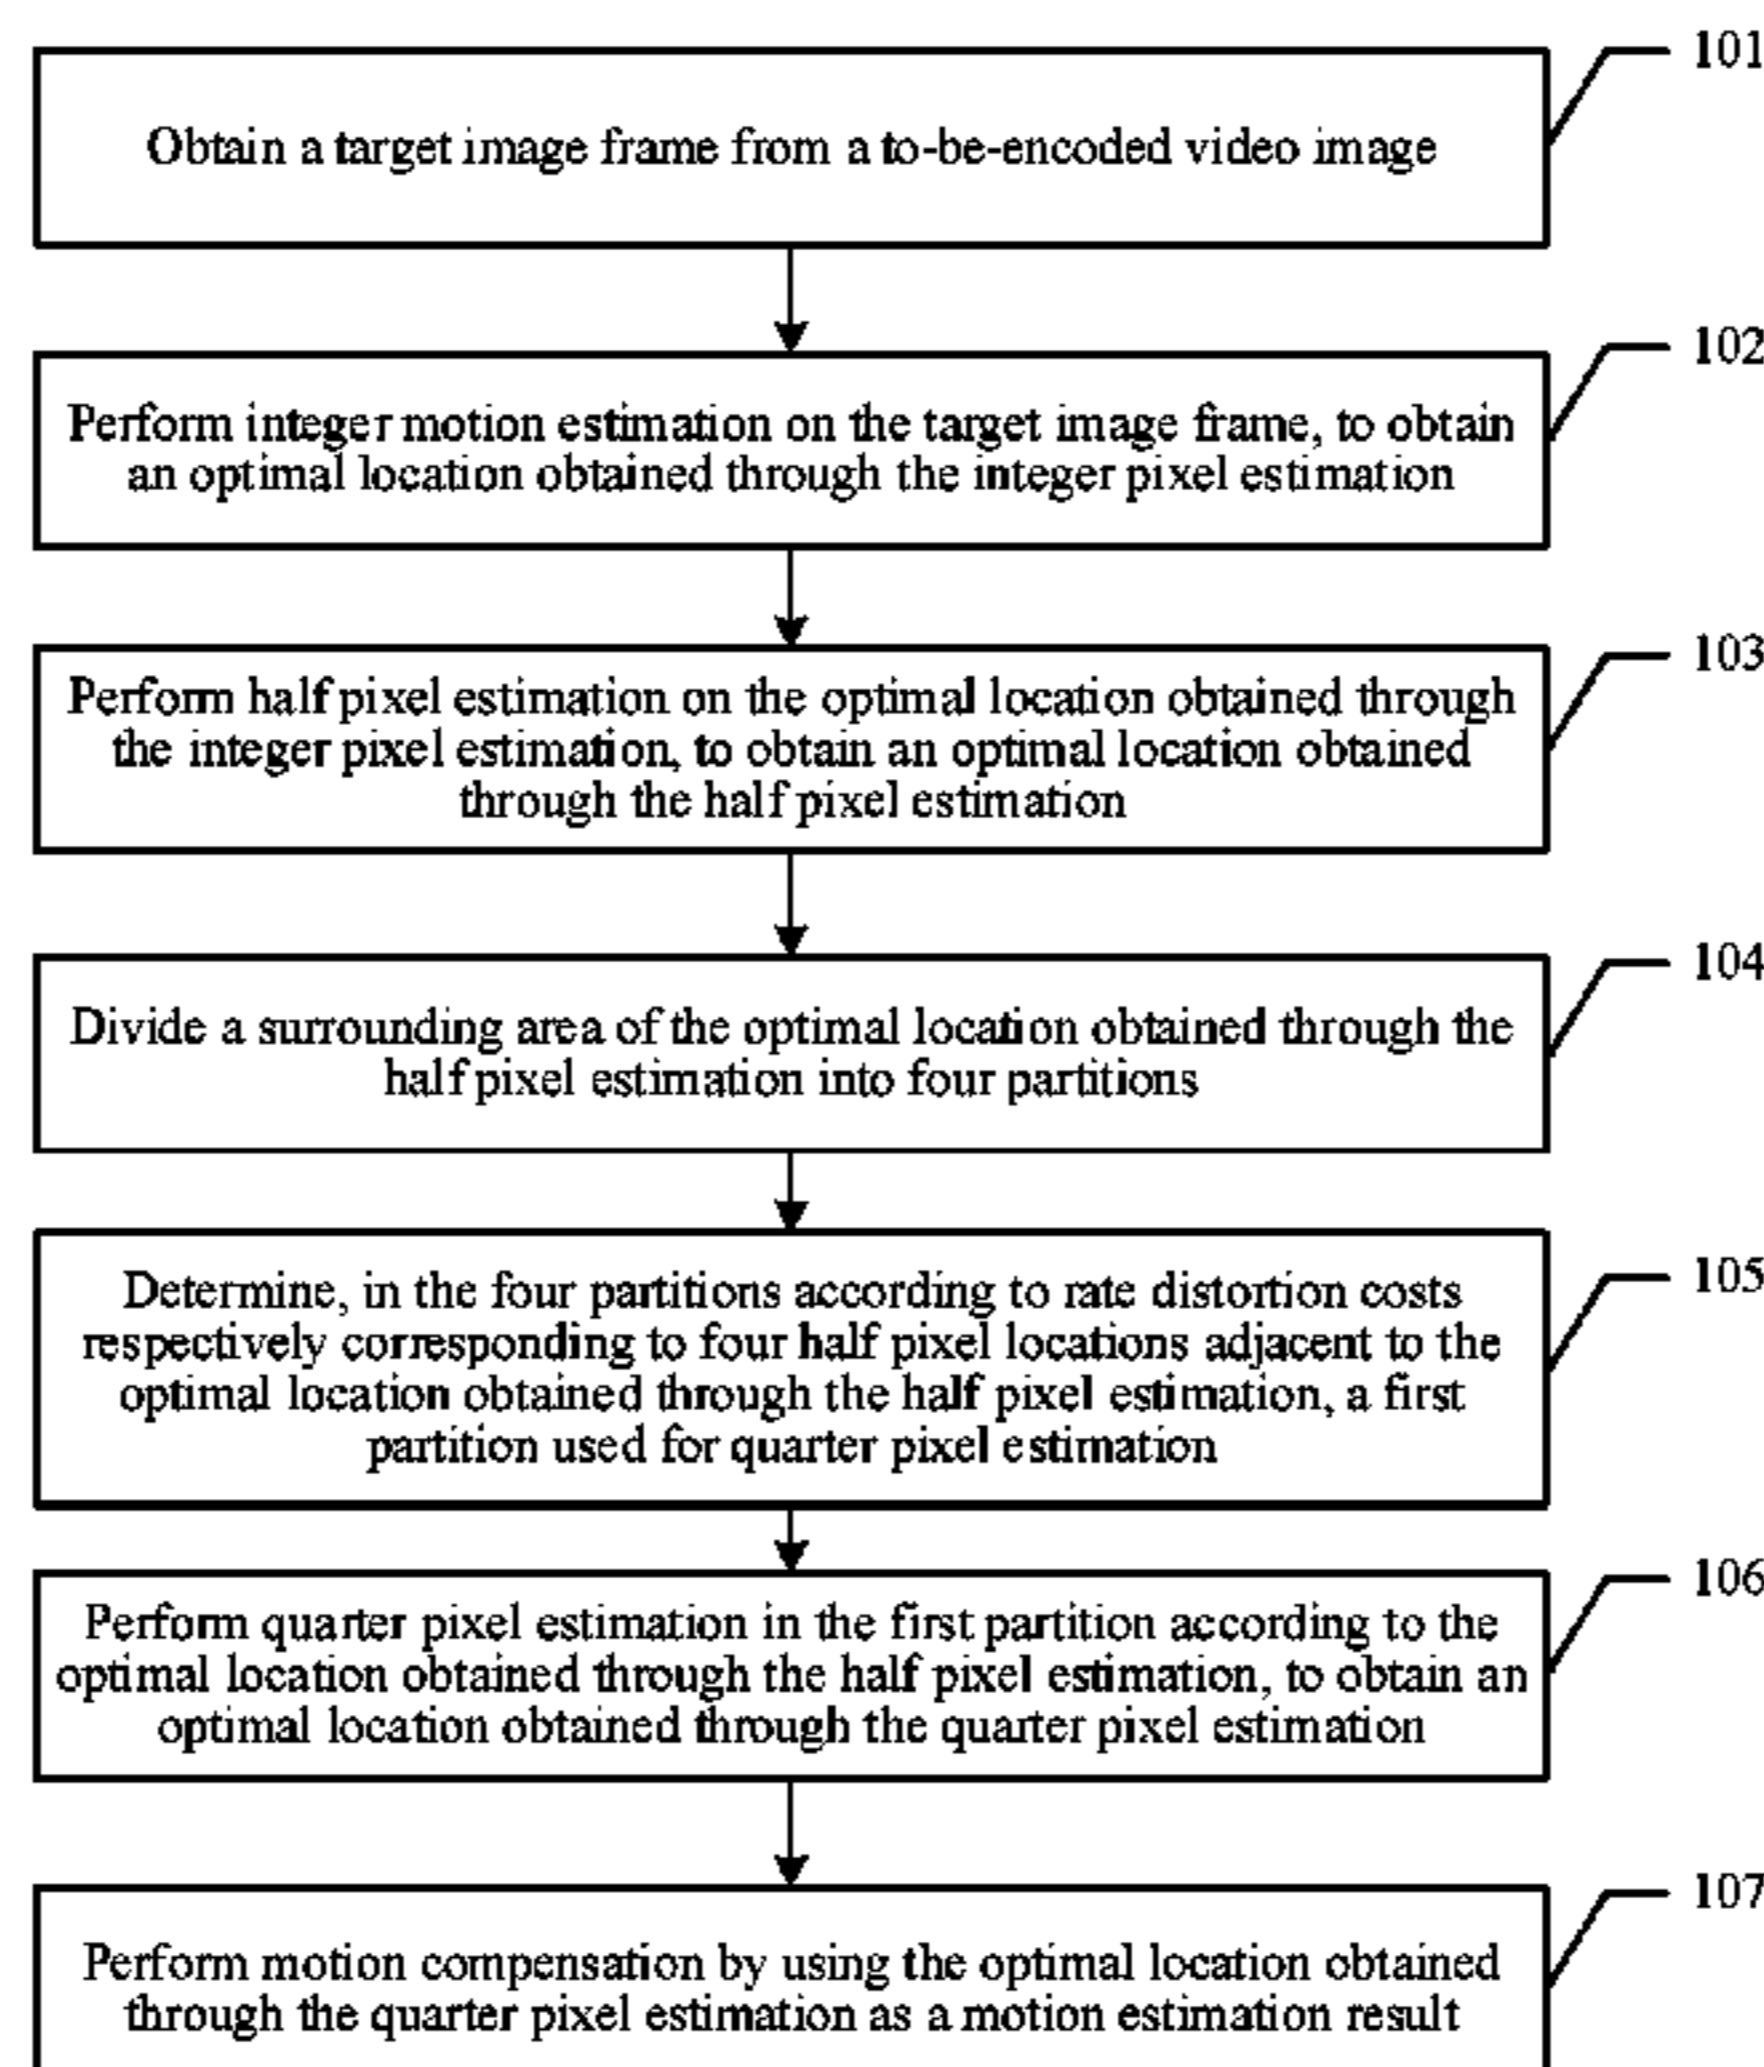 101
Obtain a target image frame from a to-be-encoded video image
102
Perform integer motion estimation on the target image frame, to obtain
an optimal location obtained through the integer pixel estimation
103
Perform half pixel estimation on the optimal location obtained through
the integer pixel estimation, to obtain an optimal location obtained
through the half pixel estimation
104
Divide a surrounding area of the optimal location obtained through the
half pixel estimation into four partitions
105
Determine, in the four partitions according to rate distortion costs
respectively corresponding to four half pixel locations adjacent to the
optimal location obtained through the half pixel estimation, a first
partition used for quarter pixel estimation
106
Perform quarter pixel estimation in the first partition according to the
optimal location obtained through the half pixel estimation, to obtain an
optimal location obtained through the quarter pixel estimation
107
Perform motion compensation by using the optimal location obtained
through the quarter pixel estimation as a motion estimation result